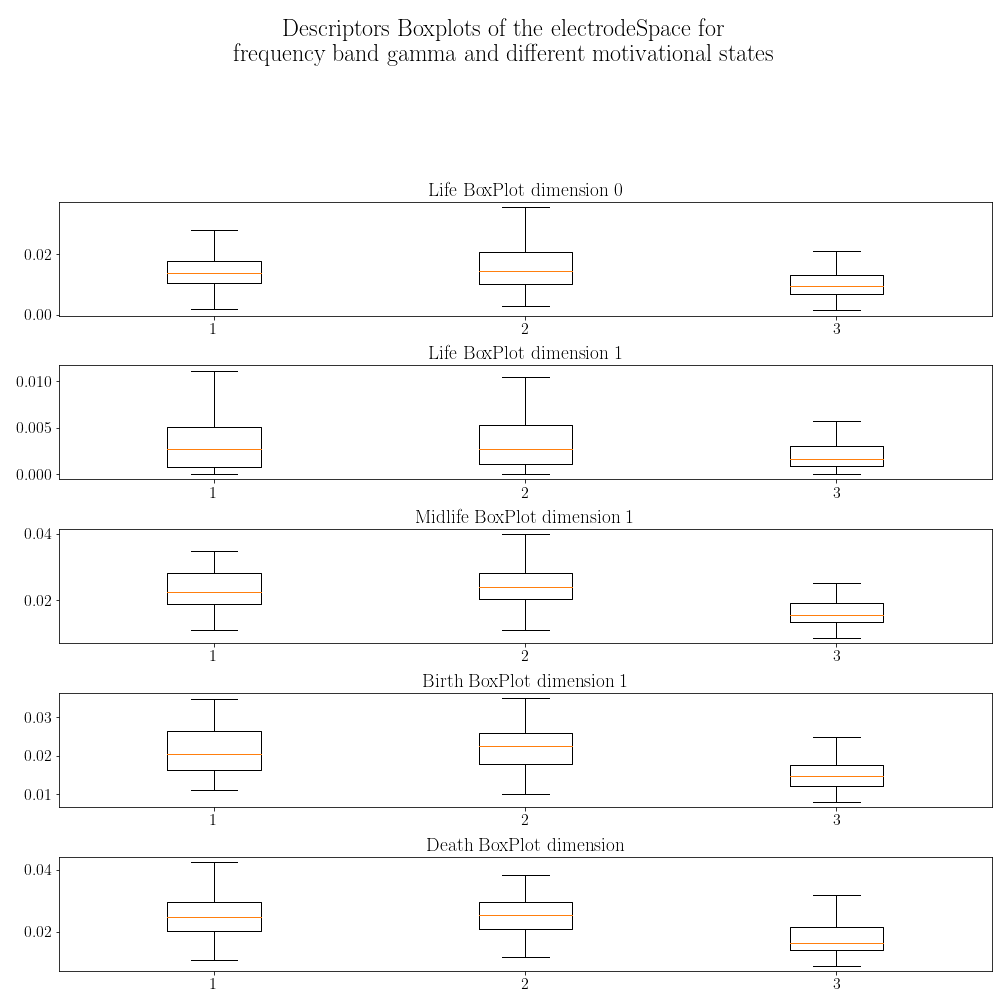 Descriptors Boxplots of the electrodeSpace for
frequency band gamma and different motivational states
Life BoxPlot dimension 0
0.02
0.00
1 2 3
Life BoxPlot dimension 1
0.010
0.005
0.000
1 2 3
Midlife BoxPlot dimension 1
0.04
0.02
1 2 3
Birth BoxPlot dimension 1
0.03
0.02
0.01
1 2 3
Death BoxPlot dimension
0.04
0.02
1 2 3